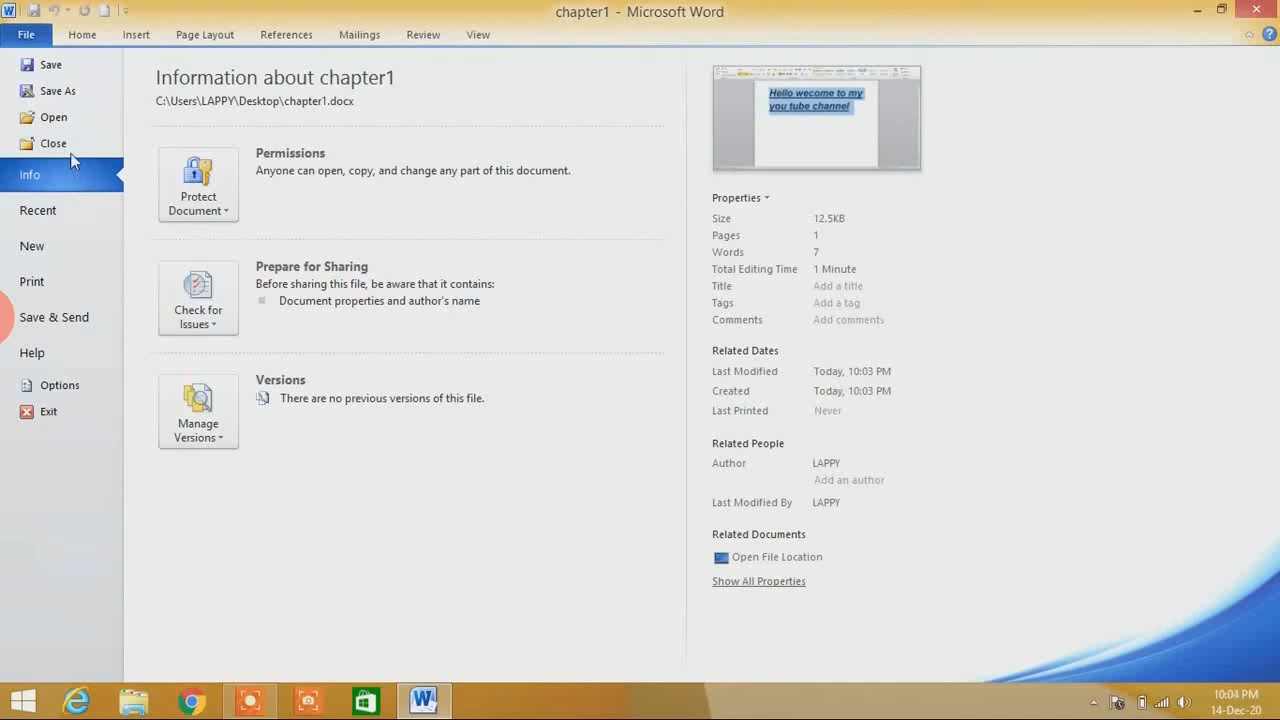 chapter1 - Microsoft Word
File Home Insert Page Layout References Mailings Review View
Save
Save As
Open
Close
Info
Recent
New
Print
Save & Send
Help
Options
Exit
Information about chapter1
C:\Users\LAPPY\Desktop\chapter1.docx
Protect
Document
Permissions
Anyone can open, copy, and change any part of this document.
Check for
Issues
Prepare for Sharing
Before sharing this file, be aware that it contains:
Document properties and author's name
Manage
Versions
Versions
There are no previous versions of this file.
Hello wecome to my
you tube channel
Properties
Size 12.5KB
Pages 1
Words 7
Total Editing Time 1 Minute
Title Add a title
Tags Add a tag
Comments Add comments
Related Dates
Last Modified Today, 10:03 PM
Created Today, 10:03 PM
Last Printed Never
Related People
Author LAPPY
Add an author
Last Modified By LAPPY
Related Documents
Open File Location
Show All Properties
10:04 PM
14-Dec-20